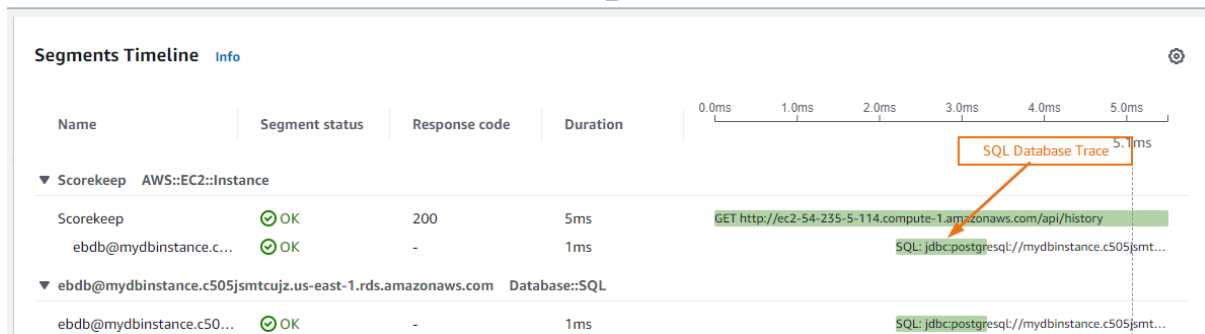 Segments Timeline Info
0.0ms 1.0ms 2.0ms 3.0ms 4.0ms 5.0ms
Name Segment status Response code Duration
5.1ms
SQL Database Trace
Scorekeep AWS::EC2::Instance
Scorekeep OK 200 5ms GET http://ec2-54-235-5-114.compute-1.amazonaws.com/api/history
ebdb@mydbinstance.c... OK - 1ms SQL: jdbc:postgresql://mydbinstance.c505jsmt...
ebdb@mydbinstance.c505jsmtcujz.us-east-1.rds.amazonaws.com Database::SQL
ebdb@mydbinstance.c50... OK - 1ms SQL: jdbc:postgresql://mydbinstance.c505jsmt...